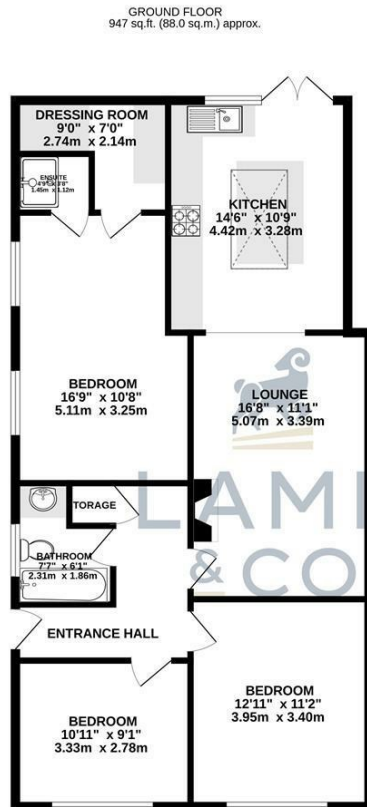 GROUND FLOOR
947 sq.ft. (88.0 sq.m.) approx.
DRESSING ROOM
9'0" x 7'0"
2.74m x 2.14m
ENSUITE
1.45m x 1.12m
KITCHEN
14'6" x 10'9"
4.42m x 3.28m
BEDROOM
16'9" x 10'8"
5.11m x 3.25m
LOUNGE
16'8" x 11'1"
5.07m x 3.39m
TORAGE
LAM
& CO
BATHROOM
7'7" x 6'1"
2.31m x 1.86m
ENTRANCE HALL
BEDROOM
10'11" x 9'1"
3.33m x 2.78m
BEDROOM
12'11" x 11'2"
3.95m x 3.40m